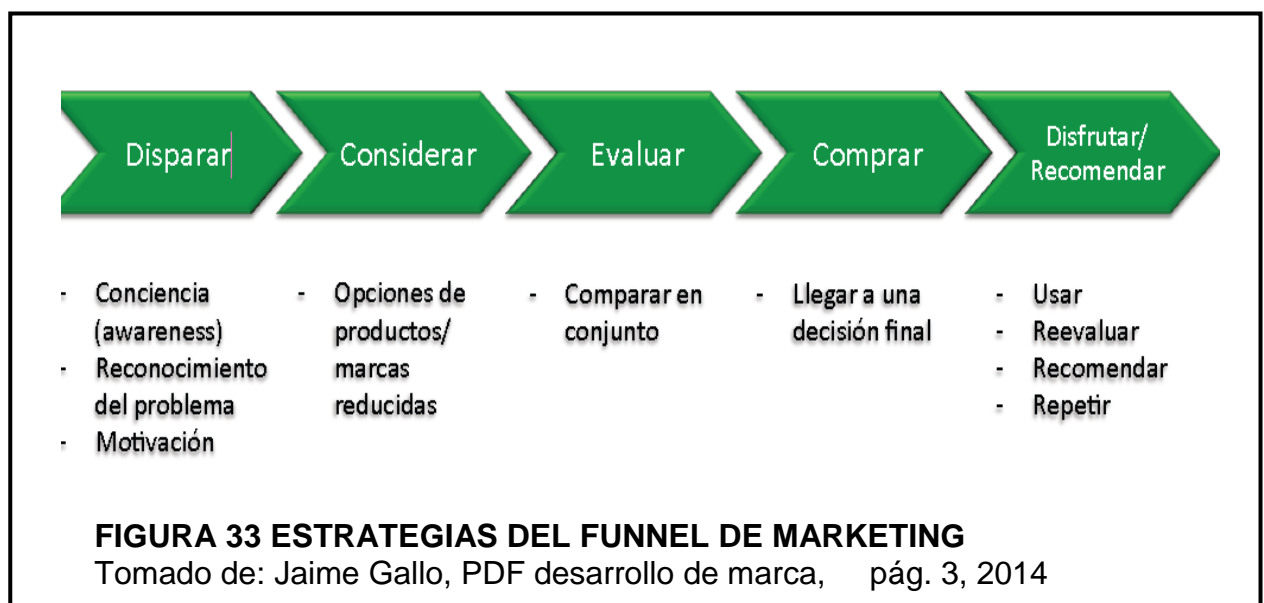 Disparar
Considerar
Evaluar
Comprar
Disfrutar/
Recomendar
- Conciencia
(awareness)
- Reconocimiento
del problema
- Motivación
- Opciones de
productos/
marcas
reducidas
- Comparar en
conjunto
- Llegar a una
decisión final
- Usar
- Reevaluar
- Recomendar
- Repetir
FIGURA 33 ESTRATEGIAS DEL FUNNEL DE MARKETING
Tomado de: Jaime Gallo, PDF desarrollo de marca, pág. 3, 2014